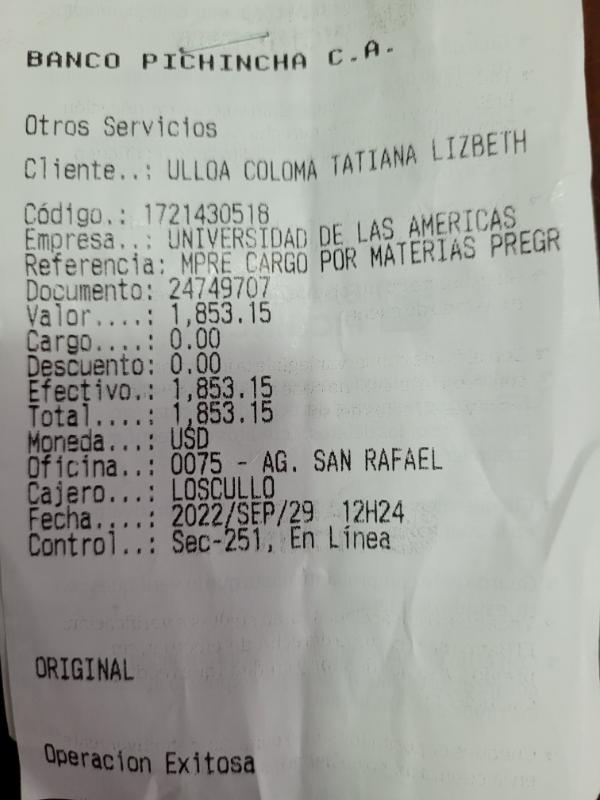 BANCO PICHINCHA C.A.
Otros Servicios
Cliente..: ULLOA COLOMA TATIANA LIZBETH
Código.: 1721430518
Empresa..: UNIVERSIDAD DE LAS AMERICAS
Referencia: MPRE CARGO POR MATERIAS PREGR
Documento: 24749707
Valor....: 1,853.15
Cargo....: 0.00
Descuento: 0.00
Efectivo.: 1,853.15
Total....: 1,853.15
Moneda...: USD
Oficina..: 0075 - AG. SAN RAFAEL
Cajero...: LOSCULLO
Fecha....: 2022/SEP/29 12H24
Control..: Sec-251, En Línea
ORIGINAL
Operacion Exitosa